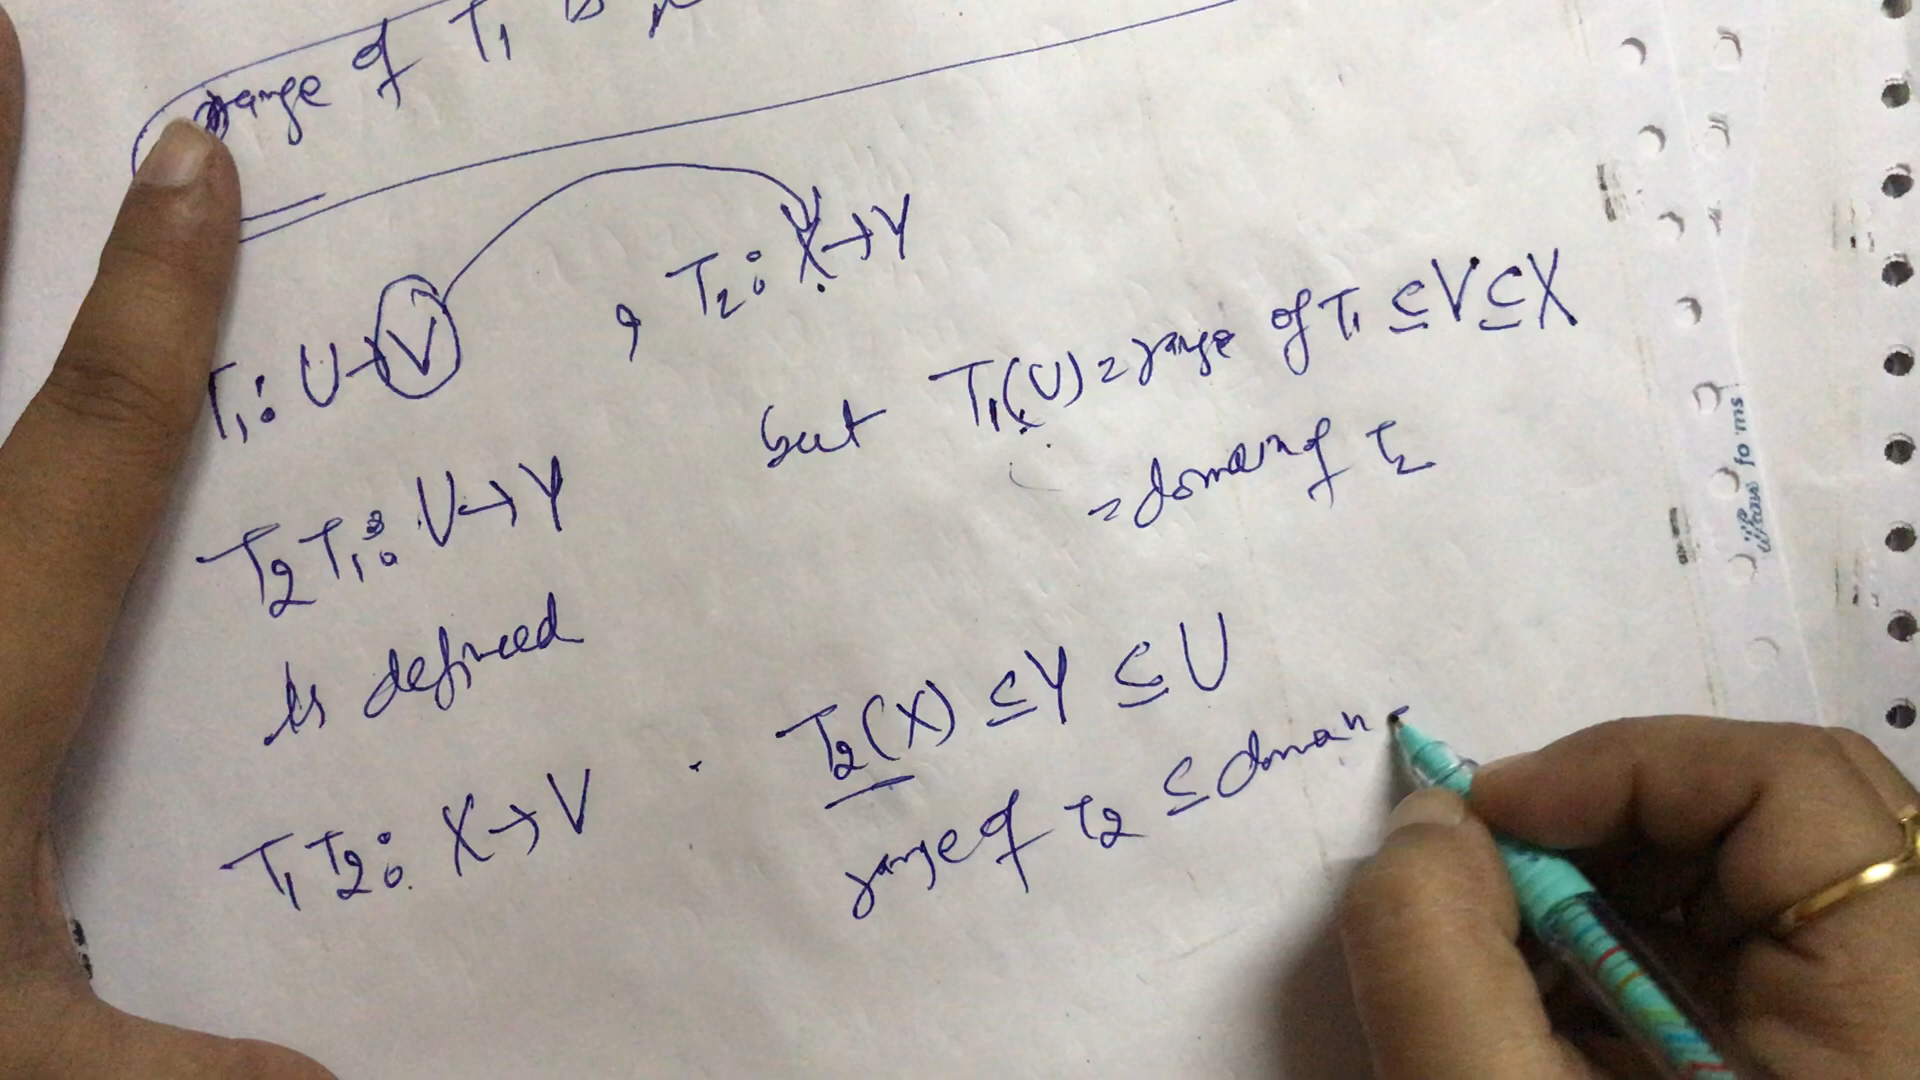 range of T₁ is
T₁: U→V , T₂: X→Y
but T₁(U) = range of T₁ ⊆ V ⊆ X
= domain of T₂
T₂T₁: U→Y
is defined
T₁T₂: X→V . T₂(X) ⊆ Y ⊆ U
range of T₂ ⊆ domain